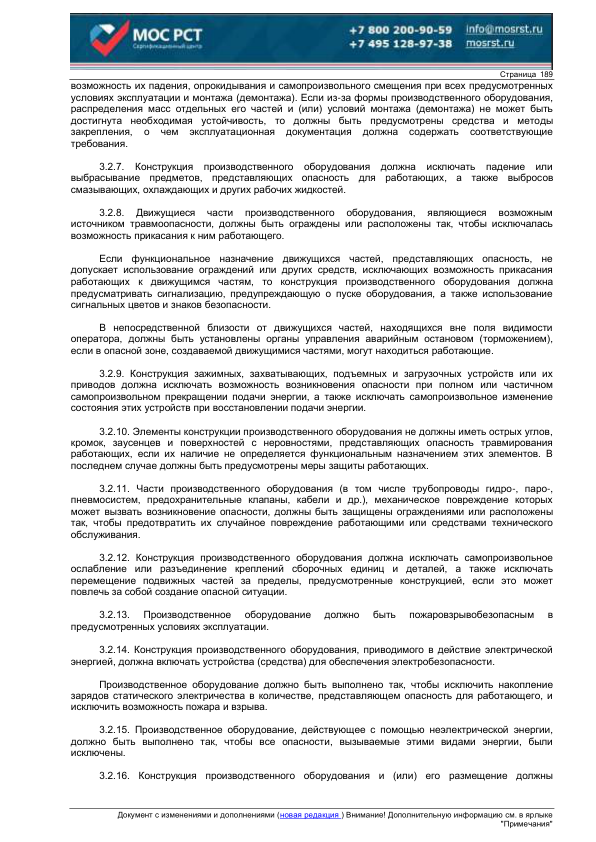 МОС РСТ
Сертификационный центр
+7 800 200-90-59
info@mosrst.ru
+7 495 128-97-38
mosrst.ru
Страница 189
возможность их падения, опрокидывания и самопроизвольного смещения при всех предусмотренных
условиях эксплуатации и монтажа (демонтажа). Если из-за формы производственного оборудования,
распределения масс отдельных его частей и (или) условий монтажа (демонтажа) не может быть
достигнута необходимая устойчивость, то должны быть предусмотрены средства и методы
закрепления, о чем эксплуатационная документация должна содержать соответствующие
требования.
3.2.7. Конструкция производственного оборудования должна исключать падение или
выбрасывание предметов, представляющих опасность для работающих, а также выбросов
смазывающих, охлаждающих и других рабочих жидкостей.
3.2.8. Движущиеся части производственного оборудования, являющиеся возможным
источником травмоопасности, должны быть ограждены или расположены так, чтобы исключалась
возможность прикасания к ним работающего.
Если функциональное назначение движущихся частей, представляющих опасность, не
допускает использование ограждений или других средств, исключающих возможность прикасания
работающих к движущимся частям, то конструкция производственного оборудования должна
предусматривать сигнализацию, предупреждающую о пуске оборудования, а также использование
сигнальных цветов и знаков безопасности.
В непосредственной близости от движущихся частей, находящихся вне поля видимости
оператора, должны быть установлены органы управления аварийным остановом (торможением),
если в опасной зоне, создаваемой движущимися частями, могут находиться работающие.
3.2.9. Конструкция зажимных, захватывающих, подъемных и загрузочных устройств или их
приводов должна исключать возможность возникновения опасности при полном или частичном
самопроизвольном прекращении подачи энергии, а также исключать самопроизвольное изменение
состояния этих устройств при восстановлении подачи энергии.
3.2.10. Элементы конструкции производственного оборудования не должны иметь острых углов,
кромок, заусенцев и поверхностей с неровностями, представляющих опасность травмирования
работающих, если их наличие не определяется функциональным назначением этих элементов. В
последнем случае должны быть предусмотрены меры защиты работающих.
3.2.11. Части производственного оборудования (в том числе трубопроводы гидро-, паро-,
пневмосистем, предохранительные клапаны, кабели и др.), механическое повреждение которых
может вызвать возникновение опасности, должны быть защищены ограждениями или расположены
так, чтобы предотвратить их случайное повреждение работающими или средствами технического
обслуживания.
3.2.12. Конструкция производственного оборудования должна исключать самопроизвольное
ослабление или разъединение креплений сборочных единиц и деталей, а также исключать
перемещение подвижных частей за пределы, предусмотренные конструкцией, если это может
повлечь за собой создание опасной ситуации.
3.2.13. Производственное оборудование должно быть пожаровзрывобезопасным в
предусмотренных условиях эксплуатации.
3.2.14. Конструкция производственного оборудования, приводимого в действие электрической
энергией, должна включать устройства (средства) для обеспечения электробезопасности.
Производственное оборудование должно быть выполнено так, чтобы исключить накопление
зарядов статического электричества в количестве, представляющем опасность для работающего, и
исключить возможность пожара и взрыва.
3.2.15. Производственное оборудование, действующее с помощью неэлектрической энергии,
должно быть выполнено так, чтобы все опасности, вызываемые этими видами энергии, были
исключены.
3.2.16. Конструкция производственного оборудования и (или) его размещение должны
Документ с изменениями и дополнениями (новая редакция ) Внимание! Дополнительную информацию см. в ярлыке
"Примечания"